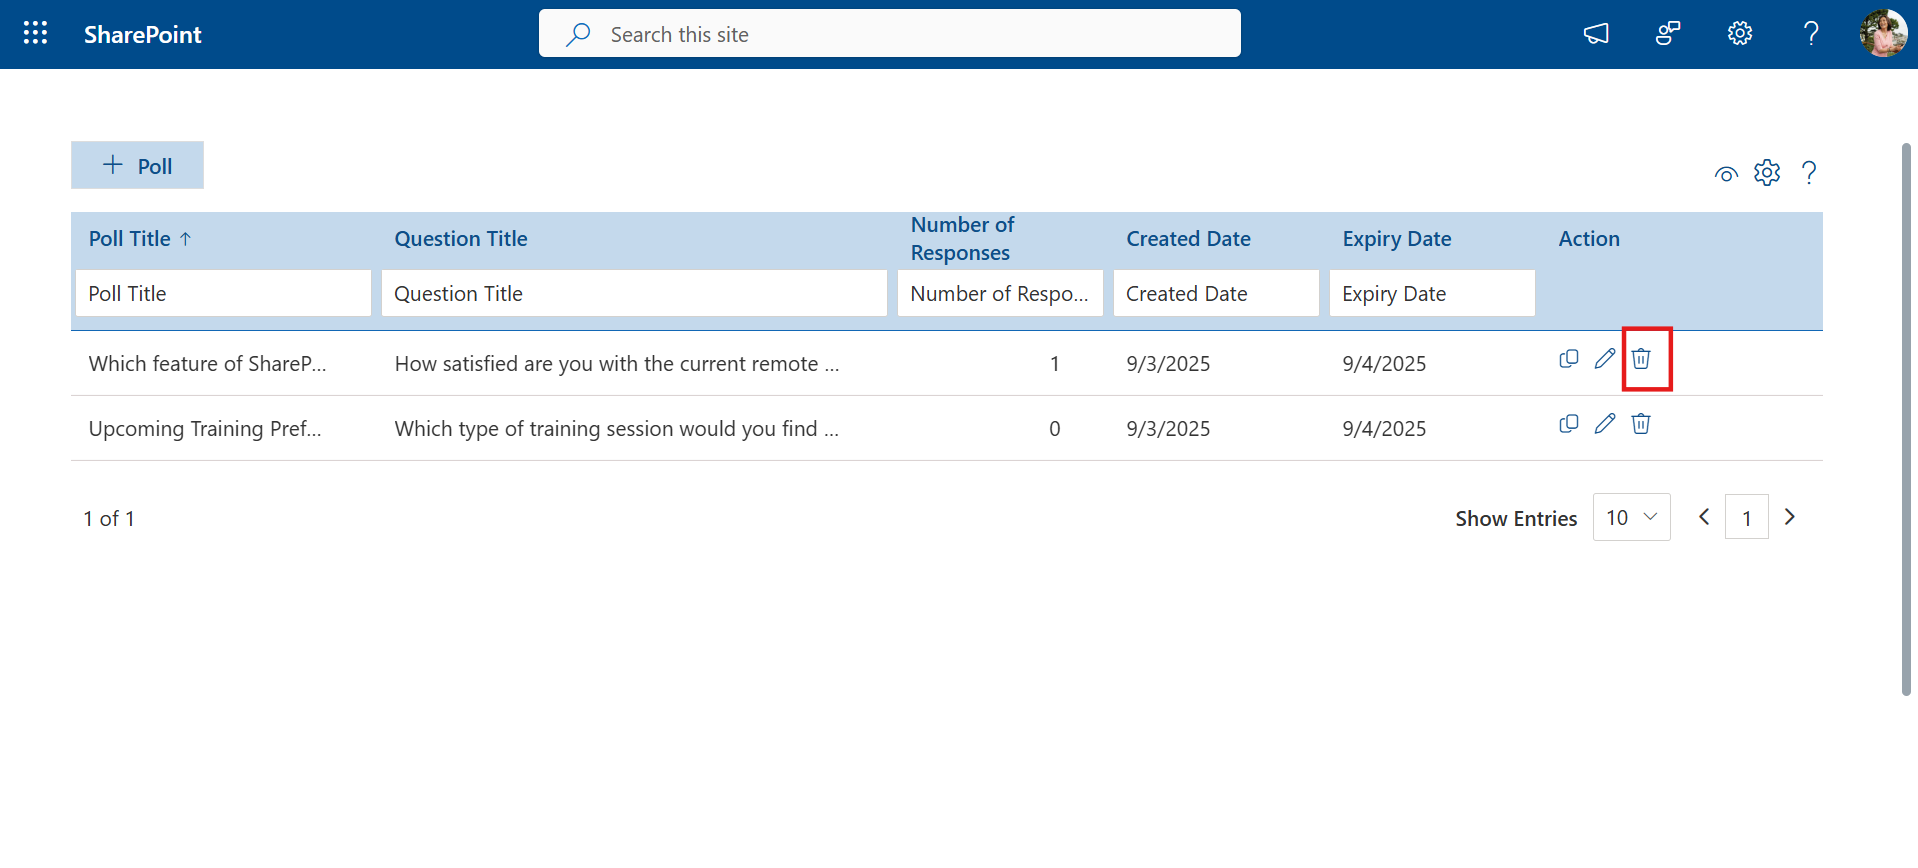 SharePoint
Search this site
Poll
Poll Title ↑
Question Title
Number of
Responses
Created Date
Expiry Date
Action
Poll Title
Question Title
Number of Respo...
Created Date
Expiry Date
Which feature of ShareP...
How satisfied are you with the current remote ...
1
9/3/2025
9/4/2025
Upcoming Training Pref...
Which type of training session would you find ...
0
9/3/2025
9/4/2025
1 of 1
Show Entries
10
1